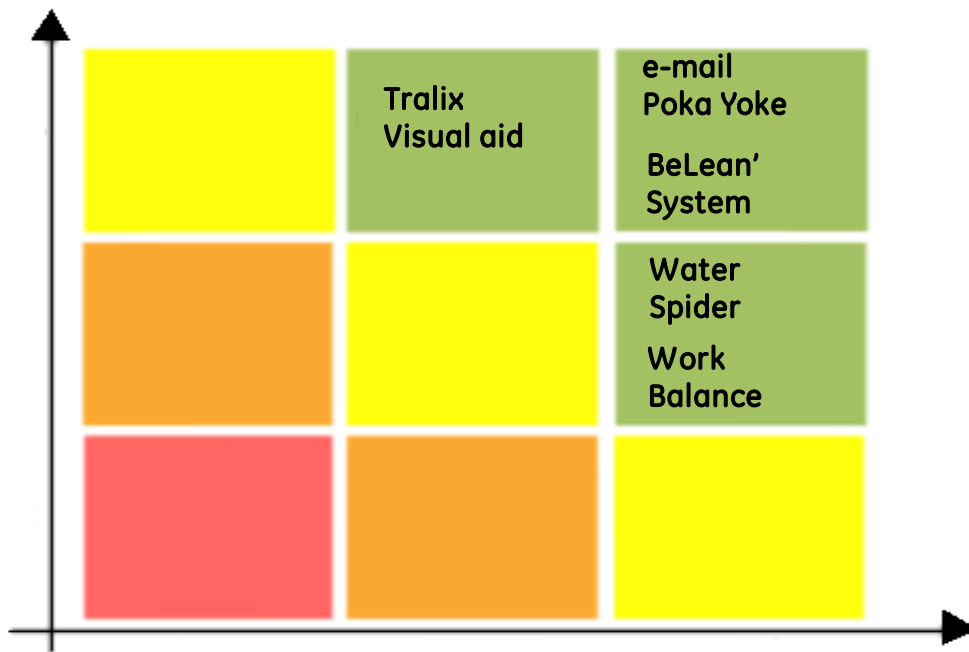 Tralix
Visual aid
e-mail
Poka Yoke
BeLean’
System
Water
Spider
Work
Balance